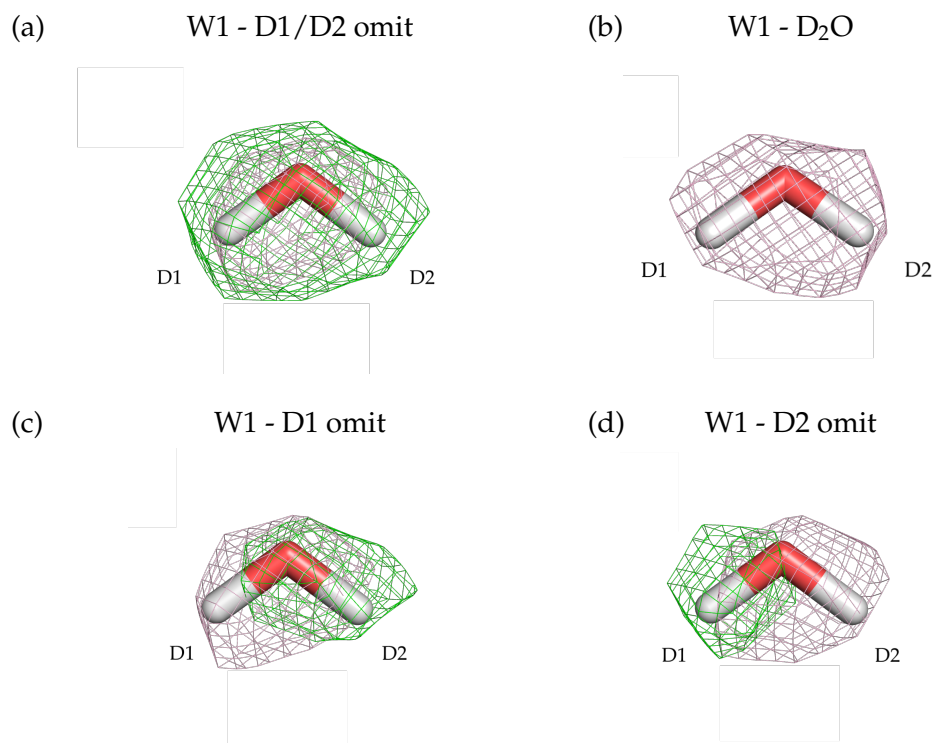 (a) W1 - D1/D2 omit
(b) W1 - D₂O
D1
D2
D1
D2
(c) W1 - D1 omit
(d) W1 - D2 omit
D1
D2
D1
D2